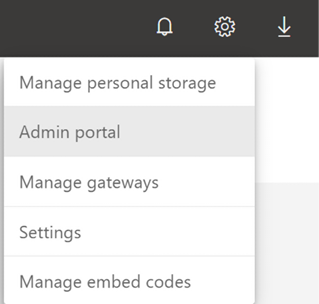 Manage personal storage
Admin portal
Manage gateways
Settings
Manage embed codes